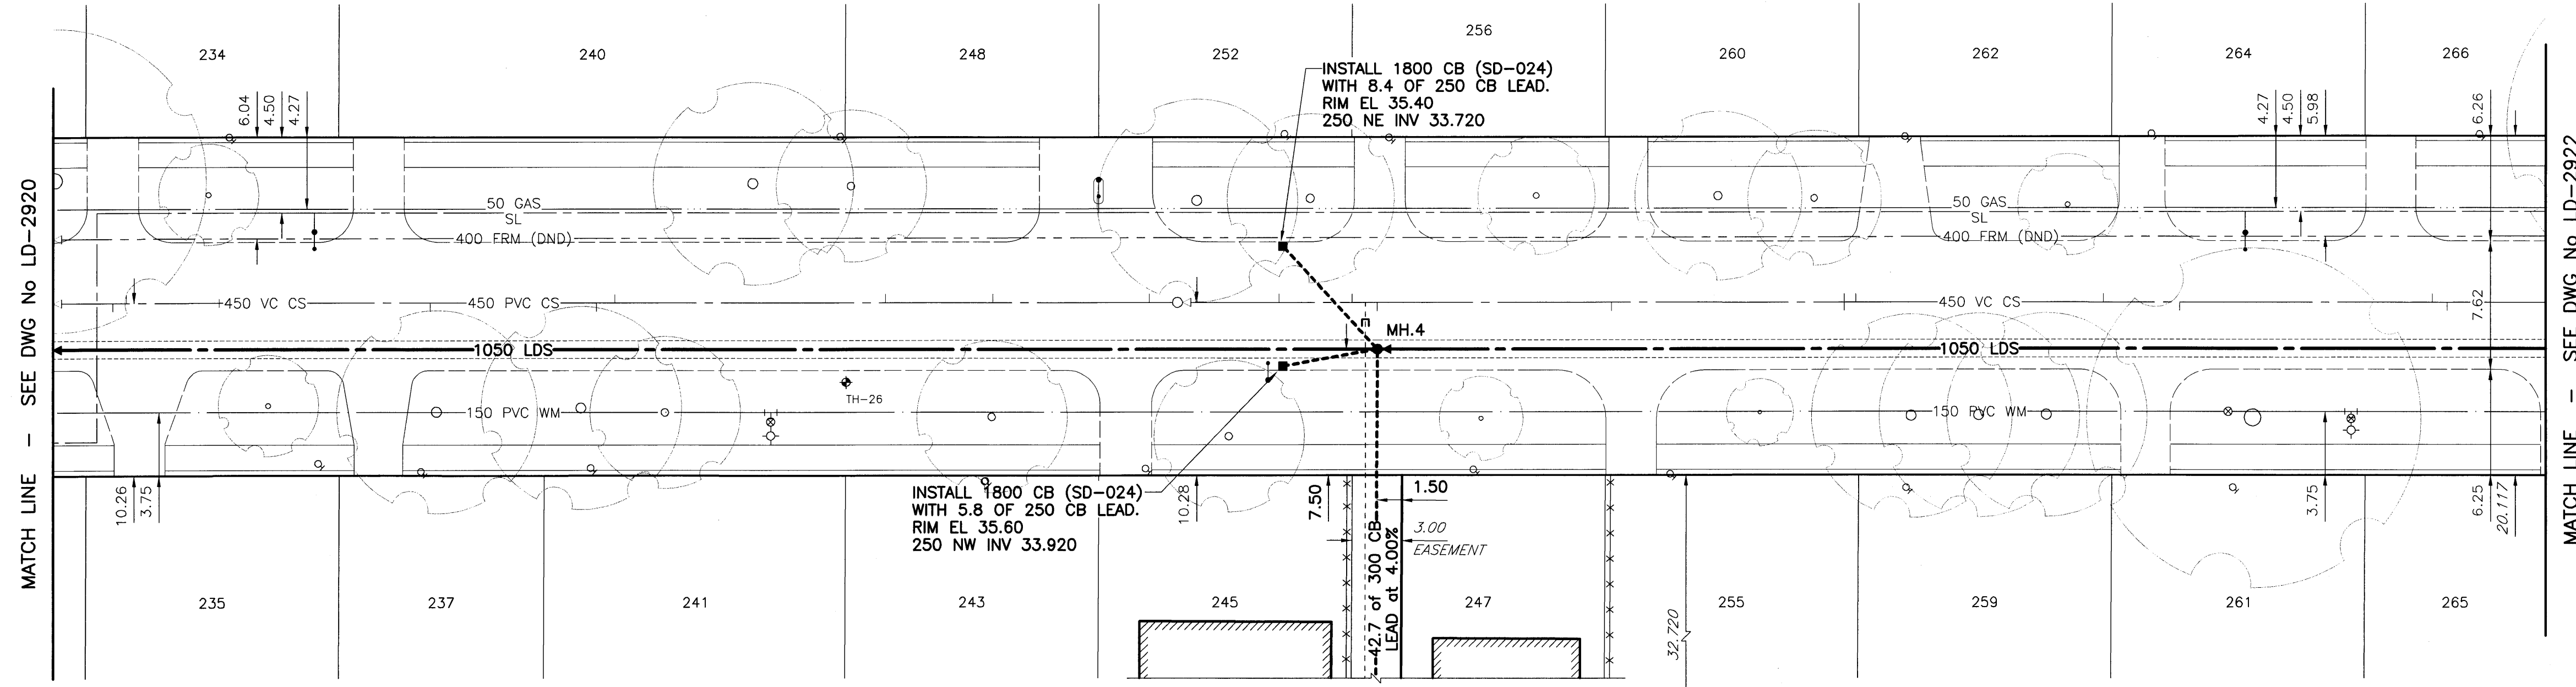 234
240
248
252
256
260
262
264
266
INSTALL 1800 CB (SD-024)
WITH 8.4 OF 250 CB LEAD.
RIM EL 35.40
250 NE INV 33.720
6.04
4.50
4.27
4.27
4.50
5.98
6.26
MATCH LINE - SEE DWG No LD-2920
MATCH LINE - SEE DWG No LD-2922
50 GAS
SL
400 FRM (DND)
50 GAS
SL
400 FRM (DND)
450 VC CS
450 PVC CS
450 VC CS
7.62
MH.4
1050 LDS
1050 LDS
TH-26
150 PVC WM
150 PVC WM
10.26
3.75
INSTALL 1800 CB (SD-024)
WITH 5.8 OF 250 CB LEAD.
RIM EL 35.60
250 NW INV 33.920
10.28
7.50
1.50
3.00
EASEMENT
42.7 of 300 CB
LEAD at 4.00%
32.720
3.75
6.25
20.117
235
237
241
243
245
247
255
259
261
265